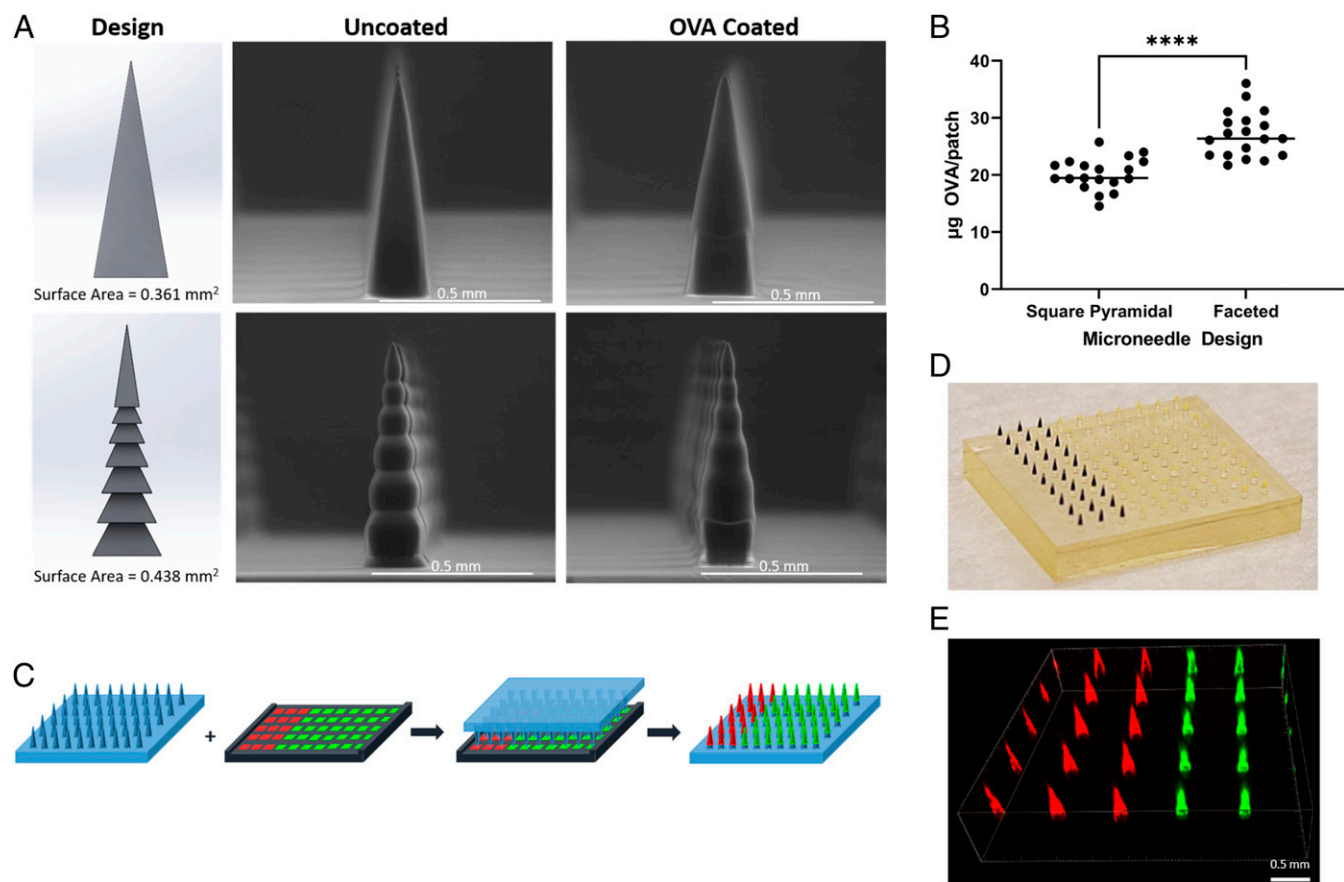 A
Design
Uncoated
OVA Coated
Surface Area = 0.361 mm²
0.5 mm
0.5 mm
Surface Area = 0.438 mm²
0.5 mm
0.5 mm
B
****
40
30
20
10
0
µg OVA/patch
Square Pyramidal
Faceted
Microneedle Design
C
+
D
E
0.5 mm